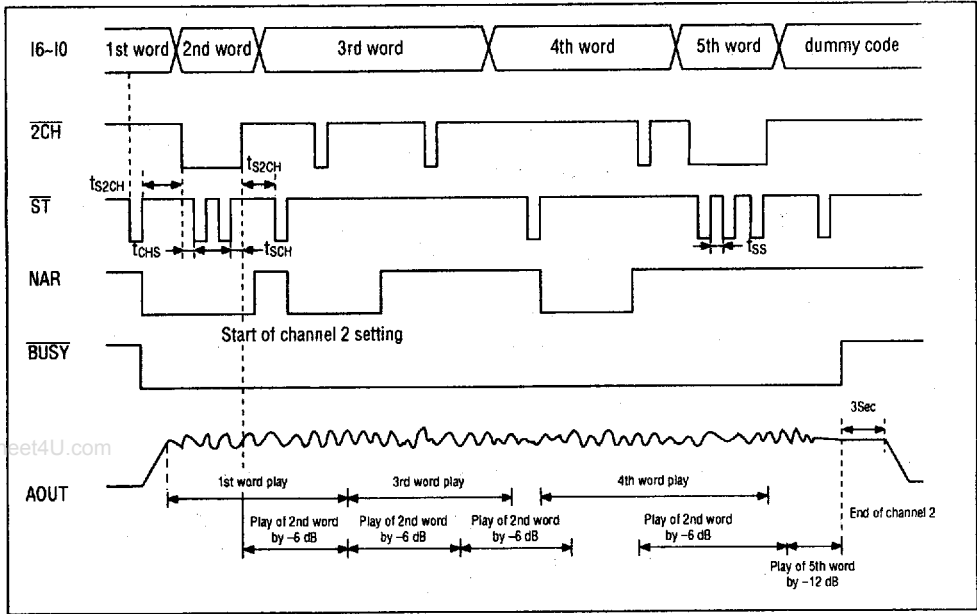 I6~I0 1st word 2nd word 3rd word 4th word 5th word dummy code
2CH
tS2CH tS2CH
ST
tCHS tSCH tSS
NAR
Start of channel 2 setting
BUSY
3Sec
eet4U.com
AOUT
1st word play 3rd word play 4th word play
End of channel 2
Play of 2nd word by –6 dB
Play of 2nd word by –6 dB
Play of 2nd word by –6 dB
Play of 2nd word by –6 dB
Play of 5th word by –12 dB